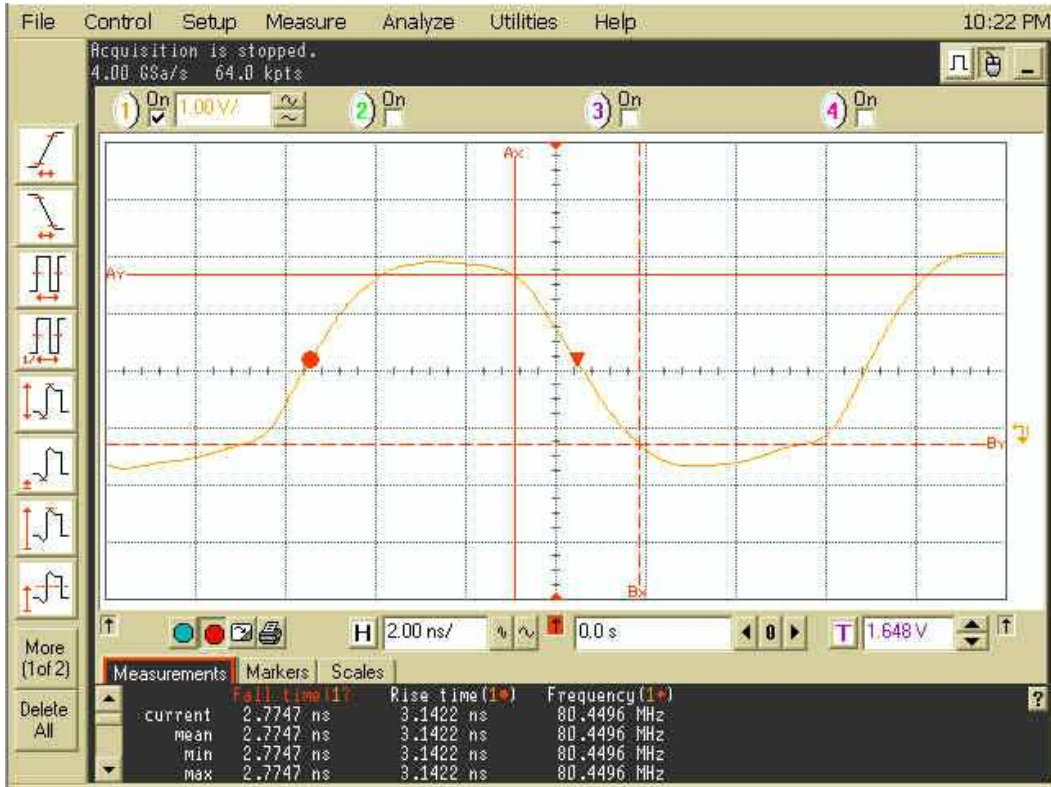 File Control Setup Measure Analyze Utilities Help 10:22 PM
Acquisition is stopped.
4.00 GSa/s 64.0 kpts
1 On 1.00 V/ 2 On 3 On 4 On
Ax
Ay
By
Bx
H 2.00 ns/ 0.0 s 0 T 1.648 V
More
(1of 2)
Delete
All
Measurements Markers Scales
Fall time(1 Rise time(1●) Frequency(1●)
current 2.7747 ns 3.1422 ns 80.4496 MHz
mean 2.7747 ns 3.1422 ns 80.4496 MHz
min 2.7747 ns 3.1422 ns 80.4496 MHz
max 2.7747 ns 3.1422 ns 80.4496 MHz
?